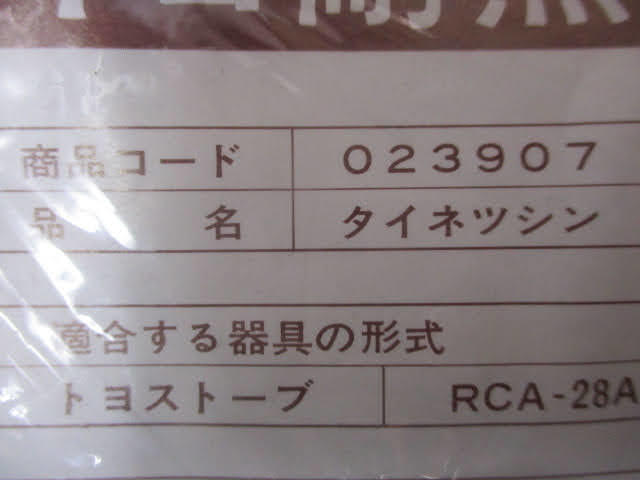 商品コード 023907
品名 タイネツシン
適合する器具の形式
トヨストーブ RCA-28A